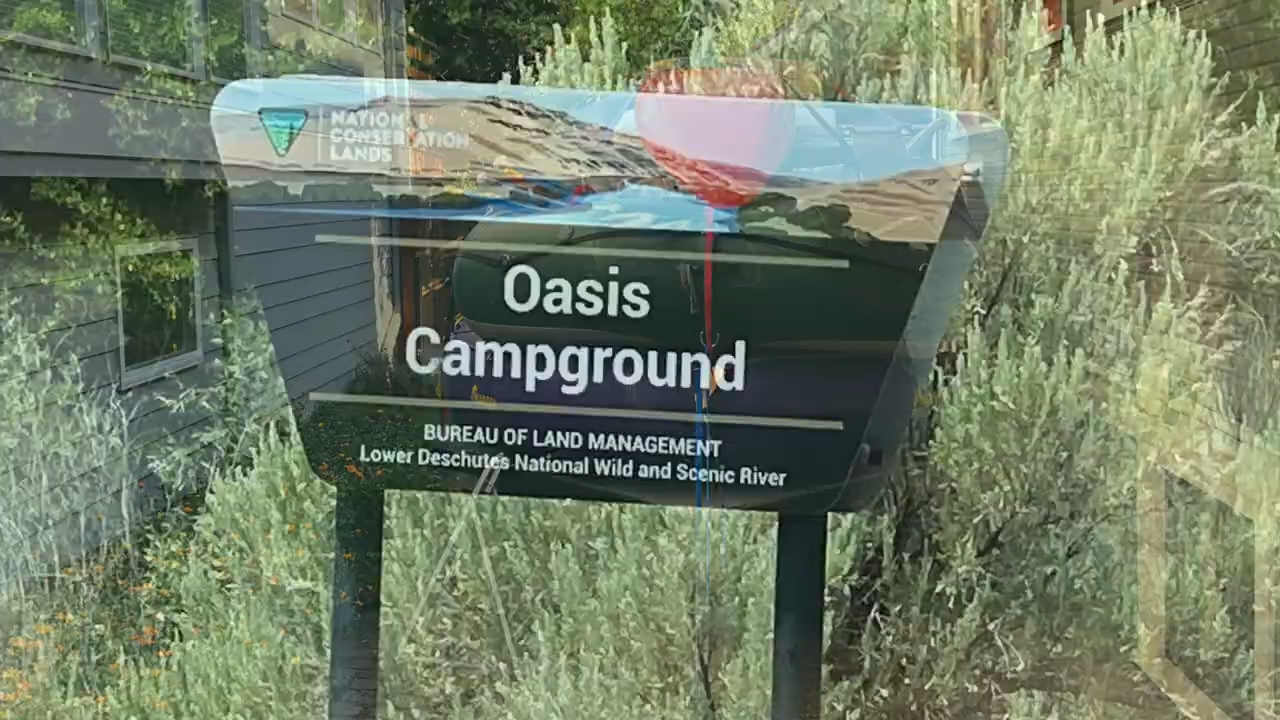 NATIONAL
CONSERVATION
LANDS
Oasis
Campground
BUREAU OF LAND MANAGEMENT
Lower Deschutes National Wild and Scenic River